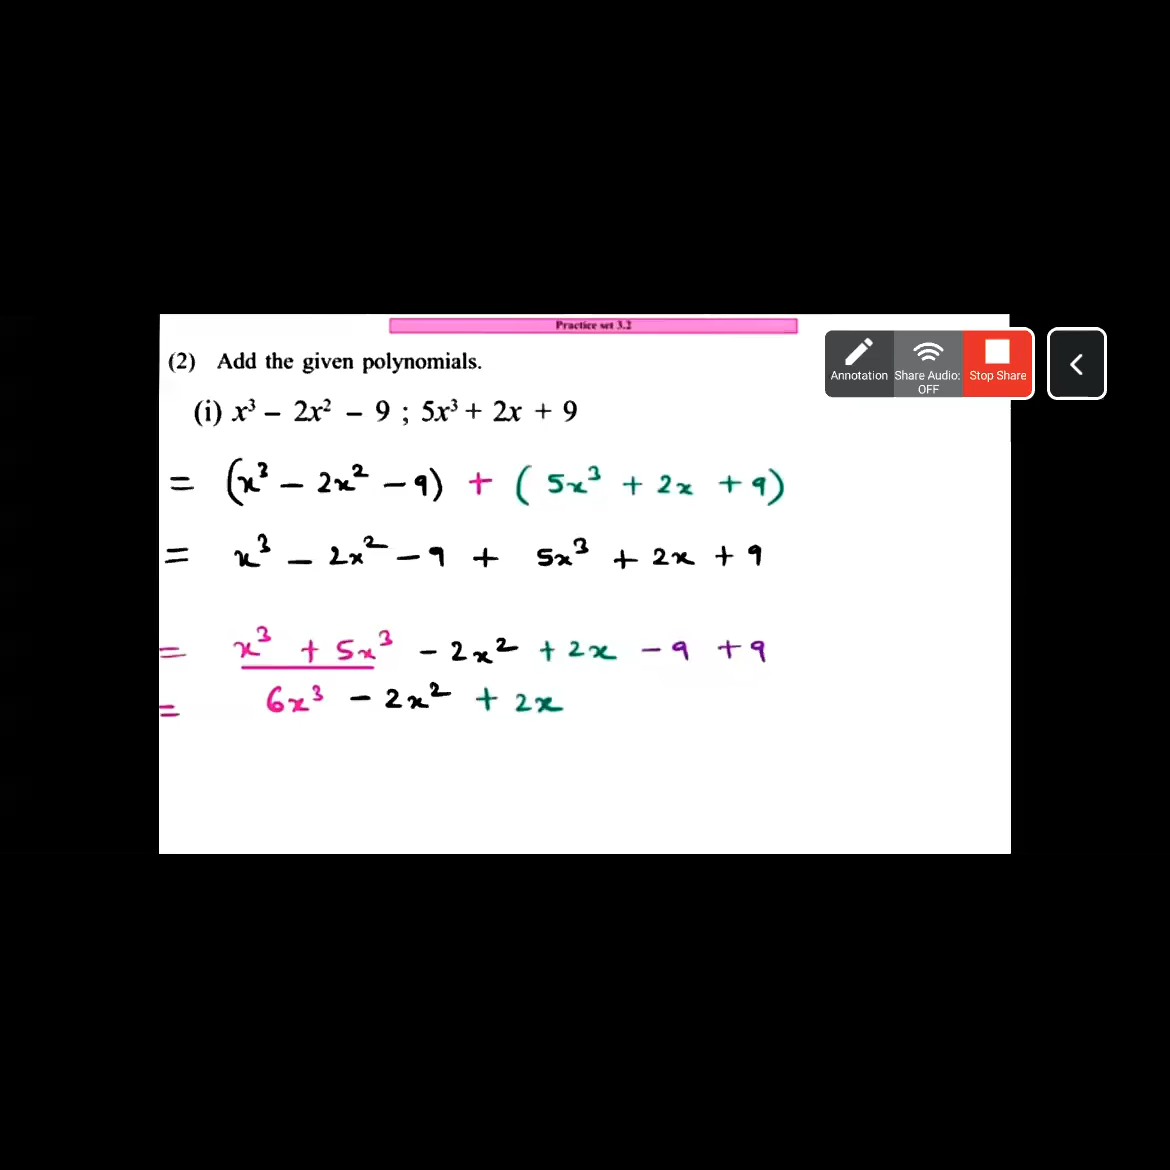 Practice set 3.2
(2) Add the given polynomials.
(i) x³ – 2x² – 9 ; 5x³ + 2x + 9
= (x³ – 2x² – 9) + ( 5x³ + 2x + 9)
= x³ – 2x² – 9 + 5x³ + 2x + 9
= x³ + 5x³ – 2x² + 2x – 9 + 9
= 6x³ – 2x² + 2x
Annotation
Share Audio: OFF
Stop Share